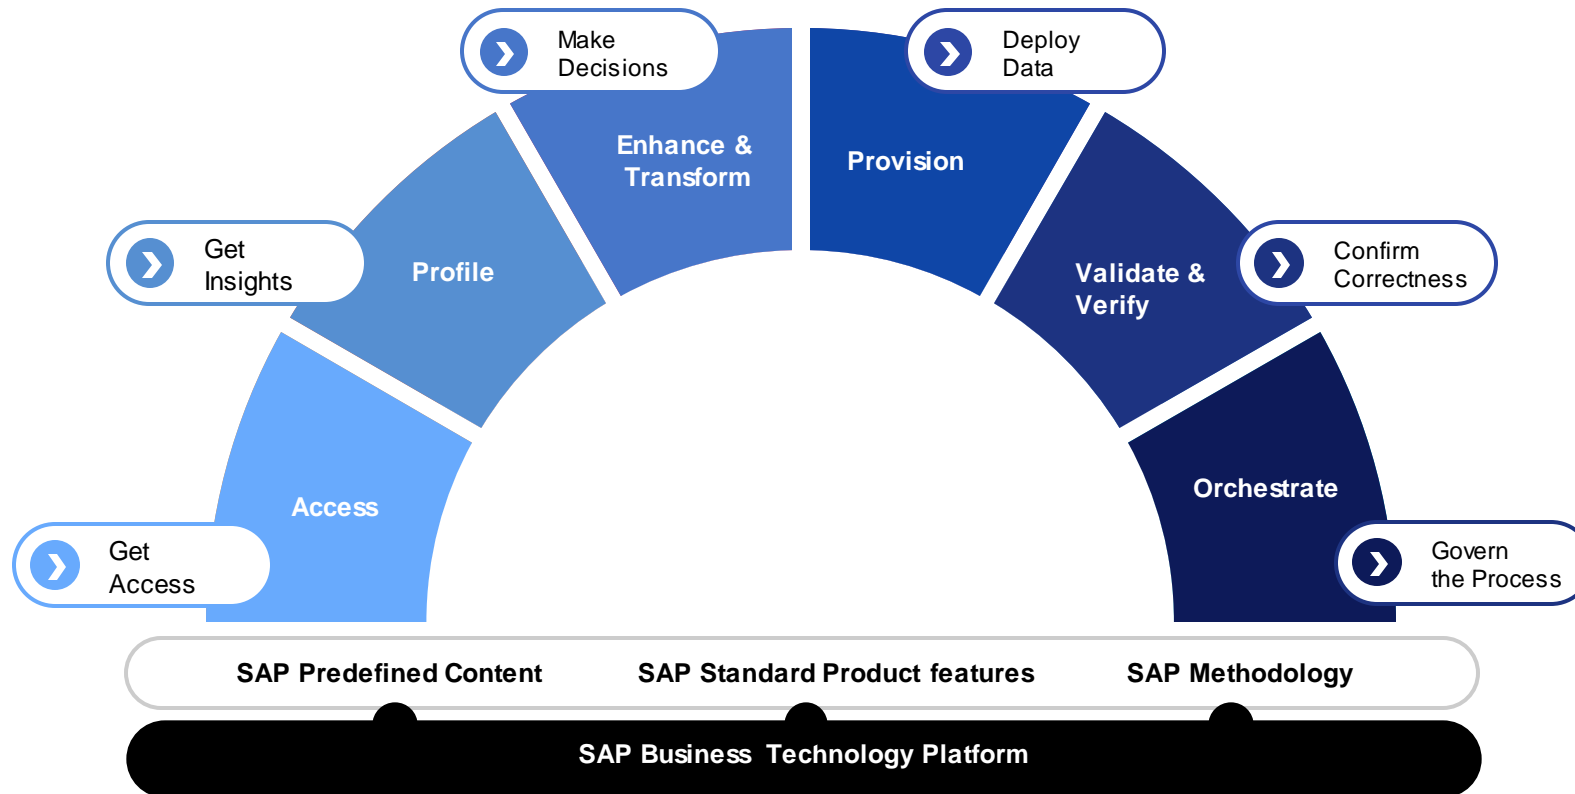 Make
Decisions
Deploy
Data
Enhance &
Transform
Provision
Get
Insights
Profile
Validate &
Verify
Confirm
Correctness
Access
Orchestrate
Get
Access
Govern
the Process
SAP Predefined Content
SAP Standard Product features
SAP Methodology
SAP Business Technology Platform